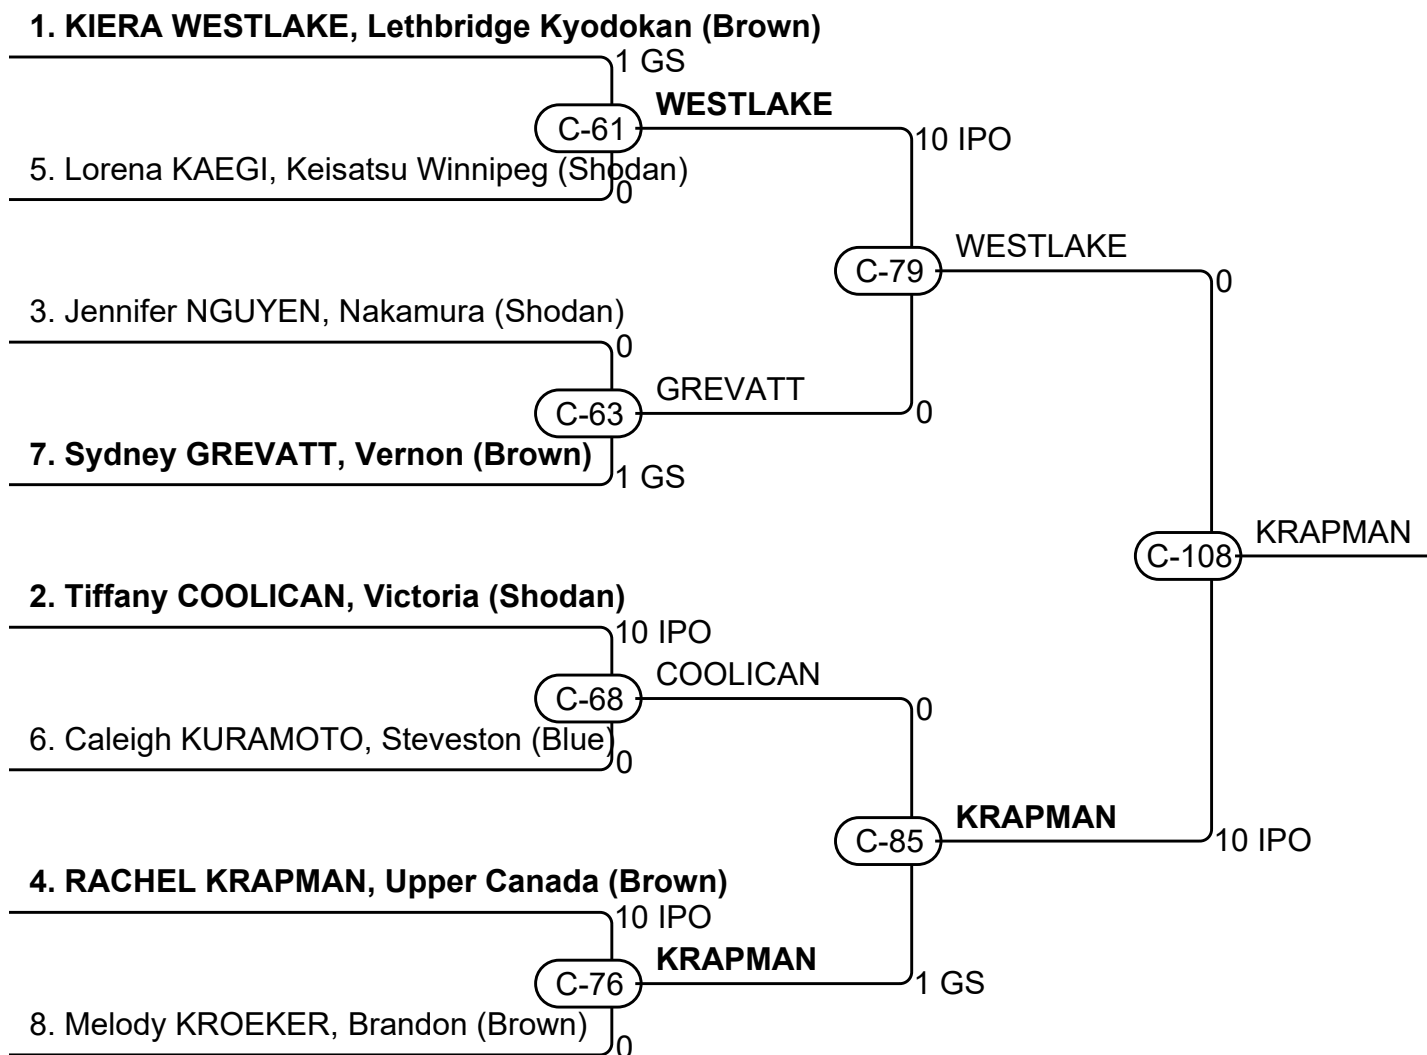 1. KIERA WESTLAKE, Lethbridge Kyodokan (Brown)
1 GS
WESTLAKE
C-61
10 IPO
5. Lorena KAEGI, Keisatsu Winnipeg (Shodan)
0
WESTLAKE
C-79
0
3. Jennifer NGUYEN, Nakamura (Shodan)
0
GREVATT
C-63
0
7. Sydney GREVATT, Vernon (Brown)
1 GS
KRAPMAN
C-108
2. Tiffany COOLICAN, Victoria (Shodan)
10 IPO
COOLICAN
C-68
0
6. Caleigh KURAMOTO, Steveston (Blue)
0
KRAPMAN
C-85
10 IPO
4. RACHEL KRAPMAN, Upper Canada (Brown)
10 IPO
KRAPMAN
C-76
1 GS
8. Melody KROEKER, Brandon (Brown)
0